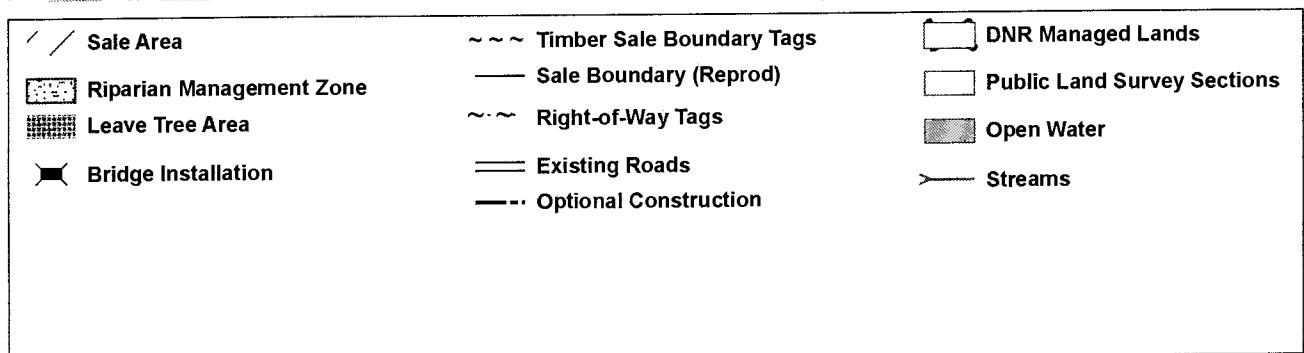 Sale Area
Riparian Management Zone
Leave Tree Area
Bridge Installation
Timber Sale Boundary Tags
Sale Boundary (Reprod)
Right-of-Way Tags
Existing Roads
Optional Construction
DNR Managed Lands
Public Land Survey Sections
Open Water
Streams